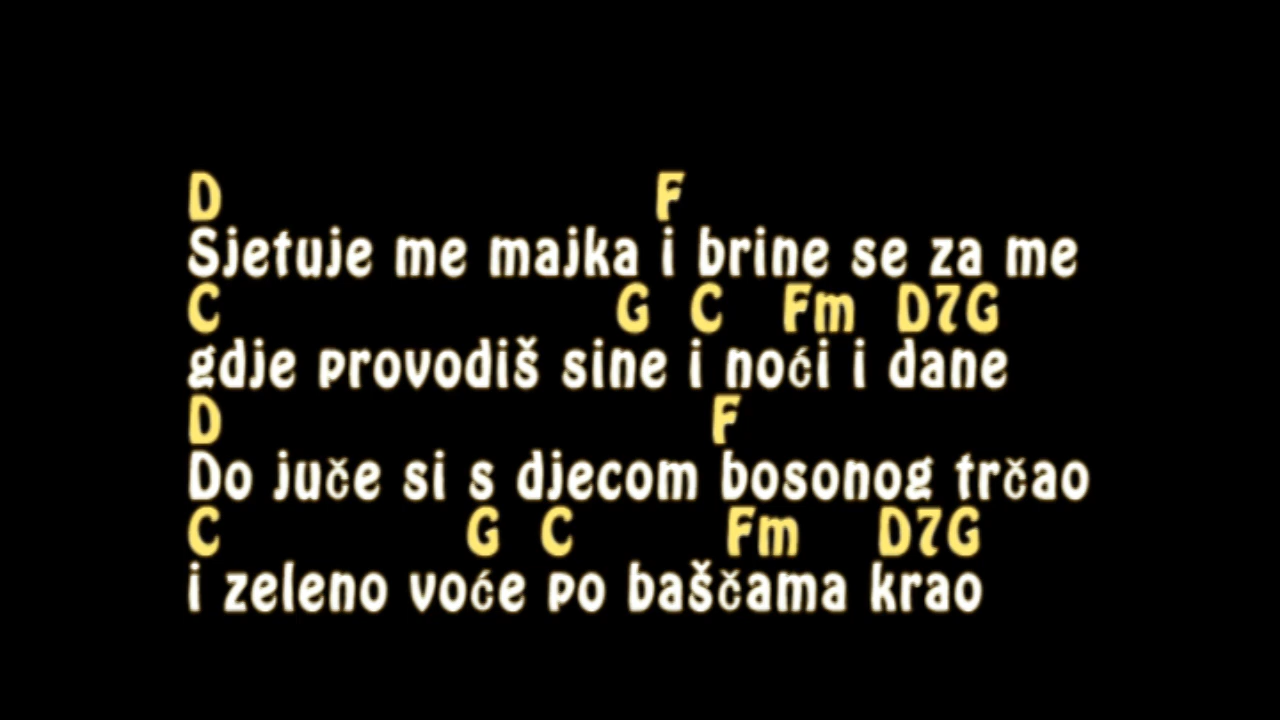 D F
Sjetuje me majka i brine se za me
C G C Fm D7G
gdje provodiš sine i noći i dane
D F
Do juče si s djecom bosonog trčao
C G C Fm D7G
i zeleno voće po baščama krao